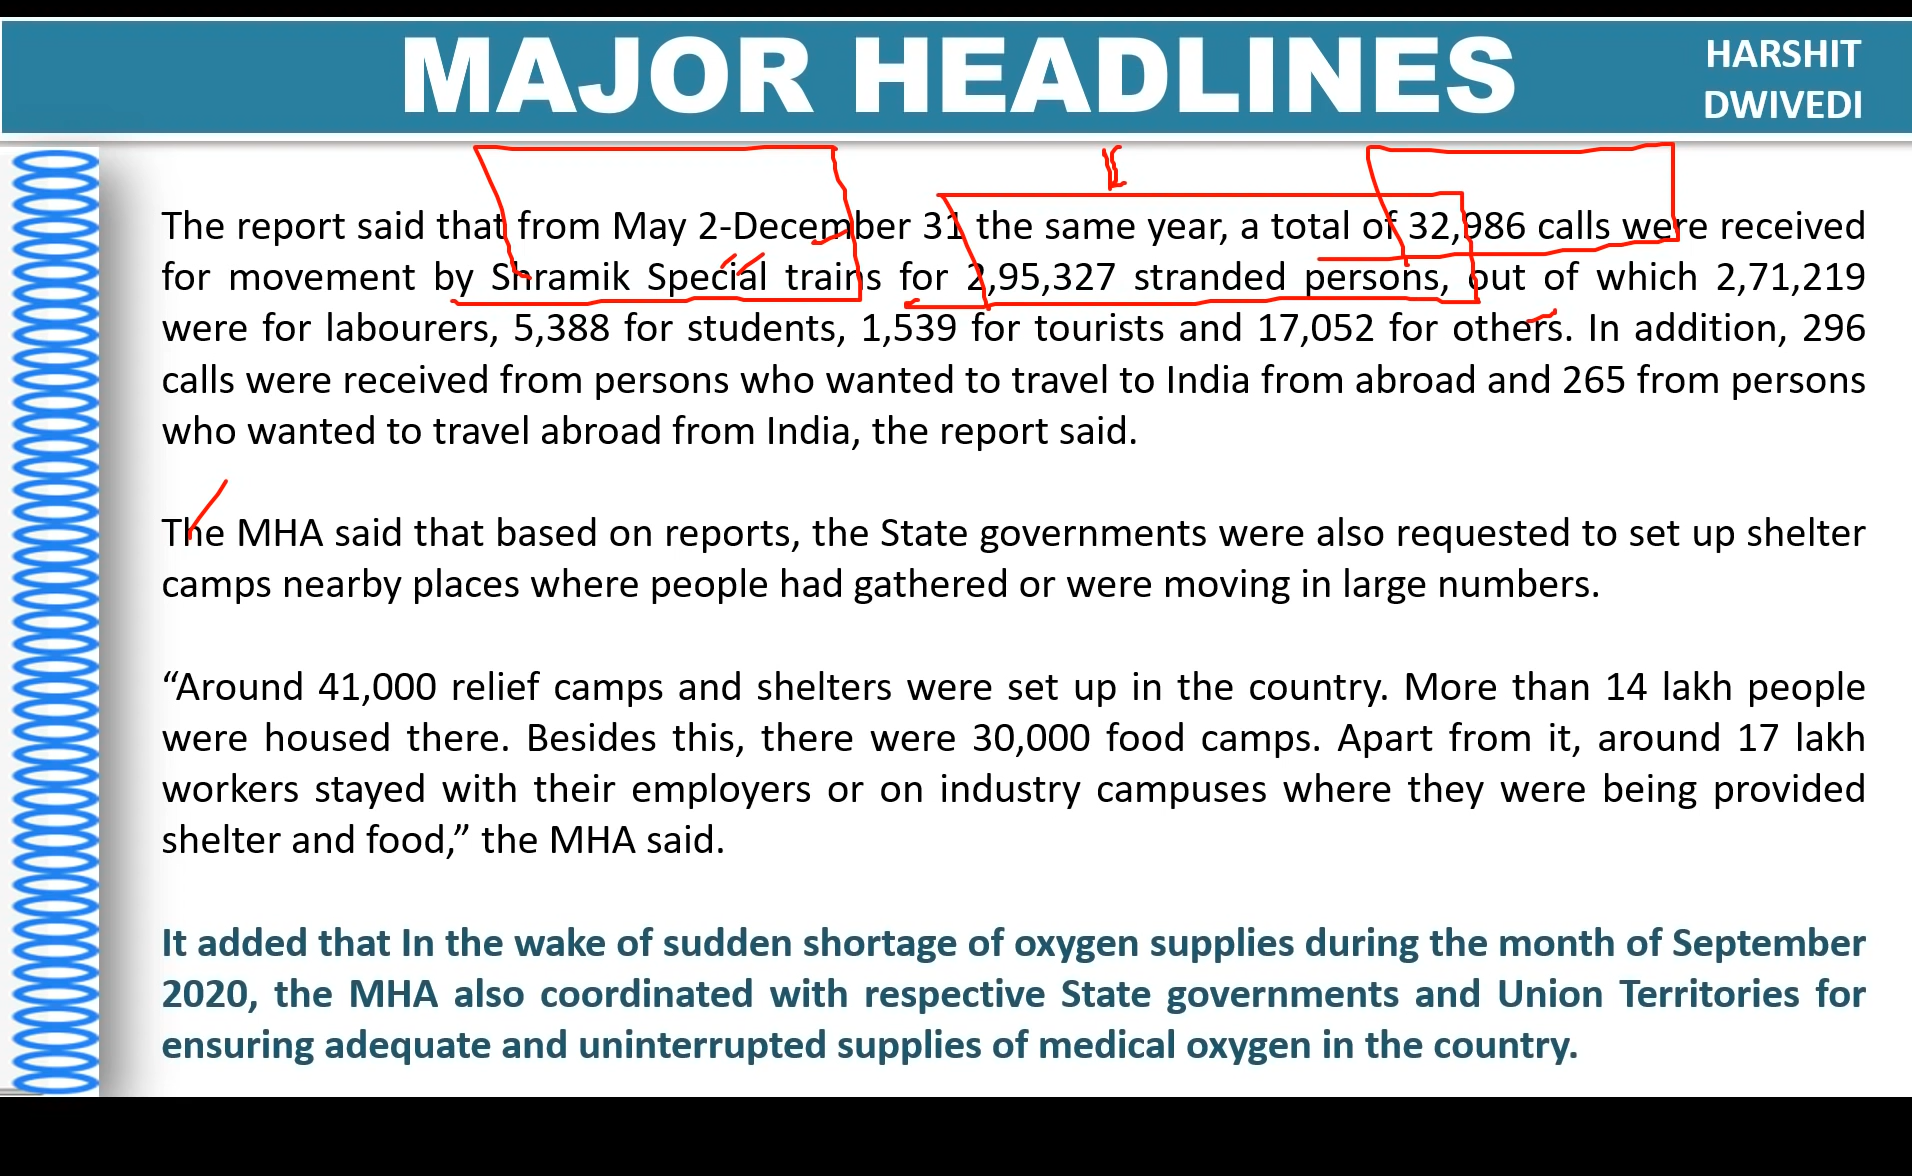 MAJOR HEADLINES
HARSHIT
DWIVEDI
The report said that from May 2-December 31 the same year, a total of 32,986 calls were received
for movement by Shramik Special trains for 2,95,327 stranded persons, out of which 2,71,219
were for labourers, 5,388 for students, 1,539 for tourists and 17,052 for others. In addition, 296
calls were received from persons who wanted to travel to India from abroad and 265 from persons
who wanted to travel abroad from India, the report said.
The MHA said that based on reports, the State governments were also requested to set up shelter
camps nearby places where people had gathered or were moving in large numbers.
“Around 41,000 relief camps and shelters were set up in the country. More than 14 lakh people
were housed there. Besides this, there were 30,000 food camps. Apart from it, around 17 lakh
workers stayed with their employers or on industry campuses where they were being provided
shelter and food,” the MHA said.
It added that In the wake of sudden shortage of oxygen supplies during the month of September
2020, the MHA also coordinated with respective State governments and Union Territories for
ensuring adequate and uninterrupted supplies of medical oxygen in the country.